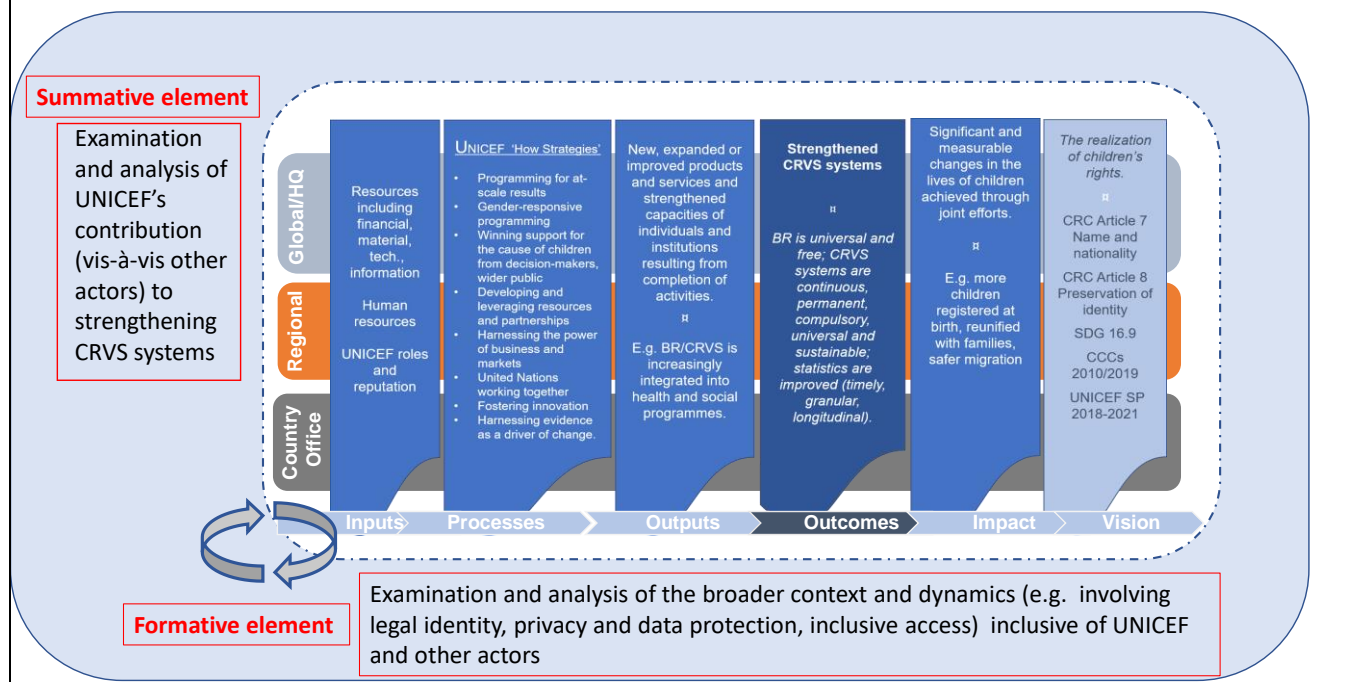 Summative element
Examination
and analysis of
UNICEF's
contribution
(vis-à-vis other
actors) to
strengthening
CRVS systems
Global/HQ
Regional
Country
Office
Resources
including
financial,
material,
tech.,
information
Human
resources
UNICEF roles
and
reputation
UNICEF 'How Strategies'
• Programming for at-
scale results
• Gender-responsive
programming
• Winning support for
the cause of children
from decision-makers,
wider public
• Developing and
leveraging resources
and partnerships
• Harnessing the power
of business and
markets
• United Nations
working together
• Fostering innovation
• Harnessing evidence
as a driver of change.
New, expanded or
improved products
and services and
strengthened
capacities of
individuals and
institutions
resulting from
completion of
activities.
¤
E.g. BR/CRVS is
increasingly
integrated into
health and social
programmes.
Strengthened
CRVS systems
¤
BR is universal and
free; CRVS
systems are
continuous,
permanent,
compulsory,
universal and
sustainable;
statistics are
improved (timely,
granular,
longitudinal).
Significant and
measurable
changes in the
lives of children
achieved through
joint efforts.
¤
E.g. more
children
registered at
birth, reunified
with families,
safer migration
The realization
of children's
rights.
¤
CRC Article 7
Name and
nationality
CRC Article 8
Preservation of
identity
SDG 16.9
CCCs
2010/2019
UNICEF SP
2018-2021
Inputs
Processes
Outputs
Outcomes
Impact
Vision
Formative element
Examination and analysis of the broader context and dynamics (e.g. involving
legal identity, privacy and data protection, inclusive access) inclusive of UNICEF
and other actors